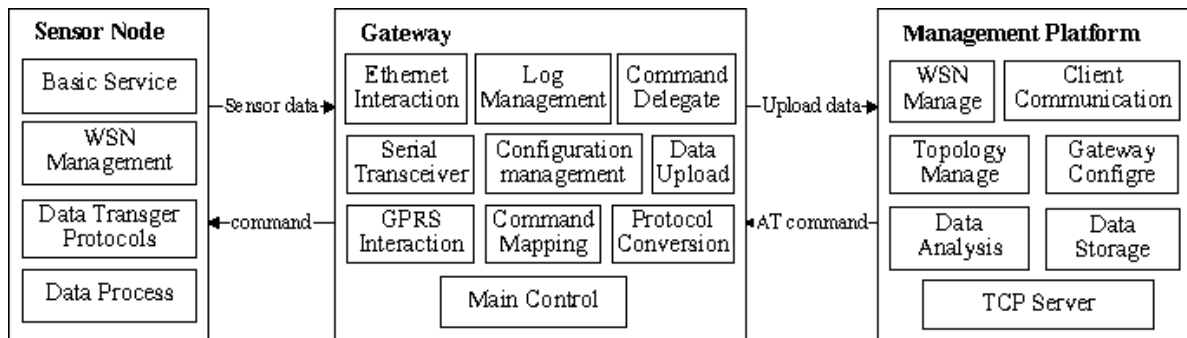 Sensor Node
Basic Service
WSN
Management
Data Transger
Protocols
Data Process
Sensor data
command
Gateway
Ethernet
Interaction
Log
Management
Command
Delegate
Serial
Transceiver
Configuration
management
Data
Upload
GPRS
Interaction
Command
Mapping
Protocol
Conversion
Main Control
Upload data
AT command
Management Platform
WSN
Manage
Client
Communication
Topology
Manage
Gateway
Configre
Data
Analysis
Data
Storage
TCP Server